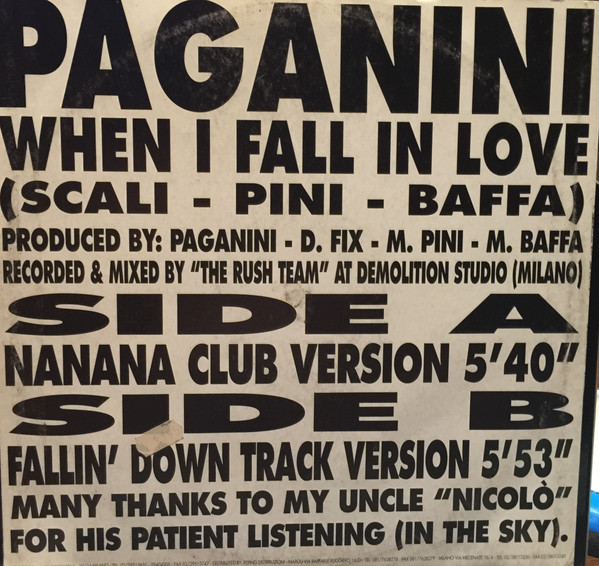 PAGANINI
WHEN I FALL IN LOVE
(SCALI - PINI - BAFFA)
PRODUCED BY: PAGANINI - D. FIX - M. PINI - M. BAFFA
RECORDED & MIXED BY "THE RUSH TEAM" AT DEMOLITION STUDIO (MILANO)
SIDE A
NANANA CLUB VERSION 5'40"
SIDE B
FALLIN' DOWN TRACK VERSION 5'53"
MANY THANKS TO MY UNCLE "NICOLÒ"
FOR HIS PATIENT LISTENING (IN THE SKY).